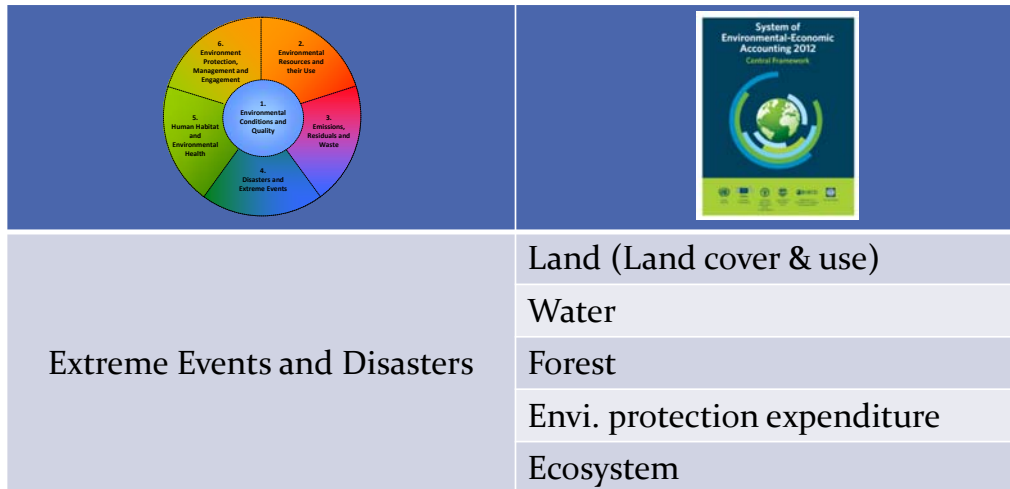 6.
Environment
Protection,
Management and
Engagement
2.
Environmental
Resources and
their Use
1.
Environmental
Conditions and
Quality
5.
Human Habitat
and
Environmental
Health
3.
Emissions,
Residuals and
Waste
4.
Disasters and
Extreme Events
System of
Environmental-Economic
Accounting 2012
Central Framework
OECD
Extreme Events and Disasters
Land (Land cover & use)
Water
Forest
Envi. protection expenditure
Ecosystem